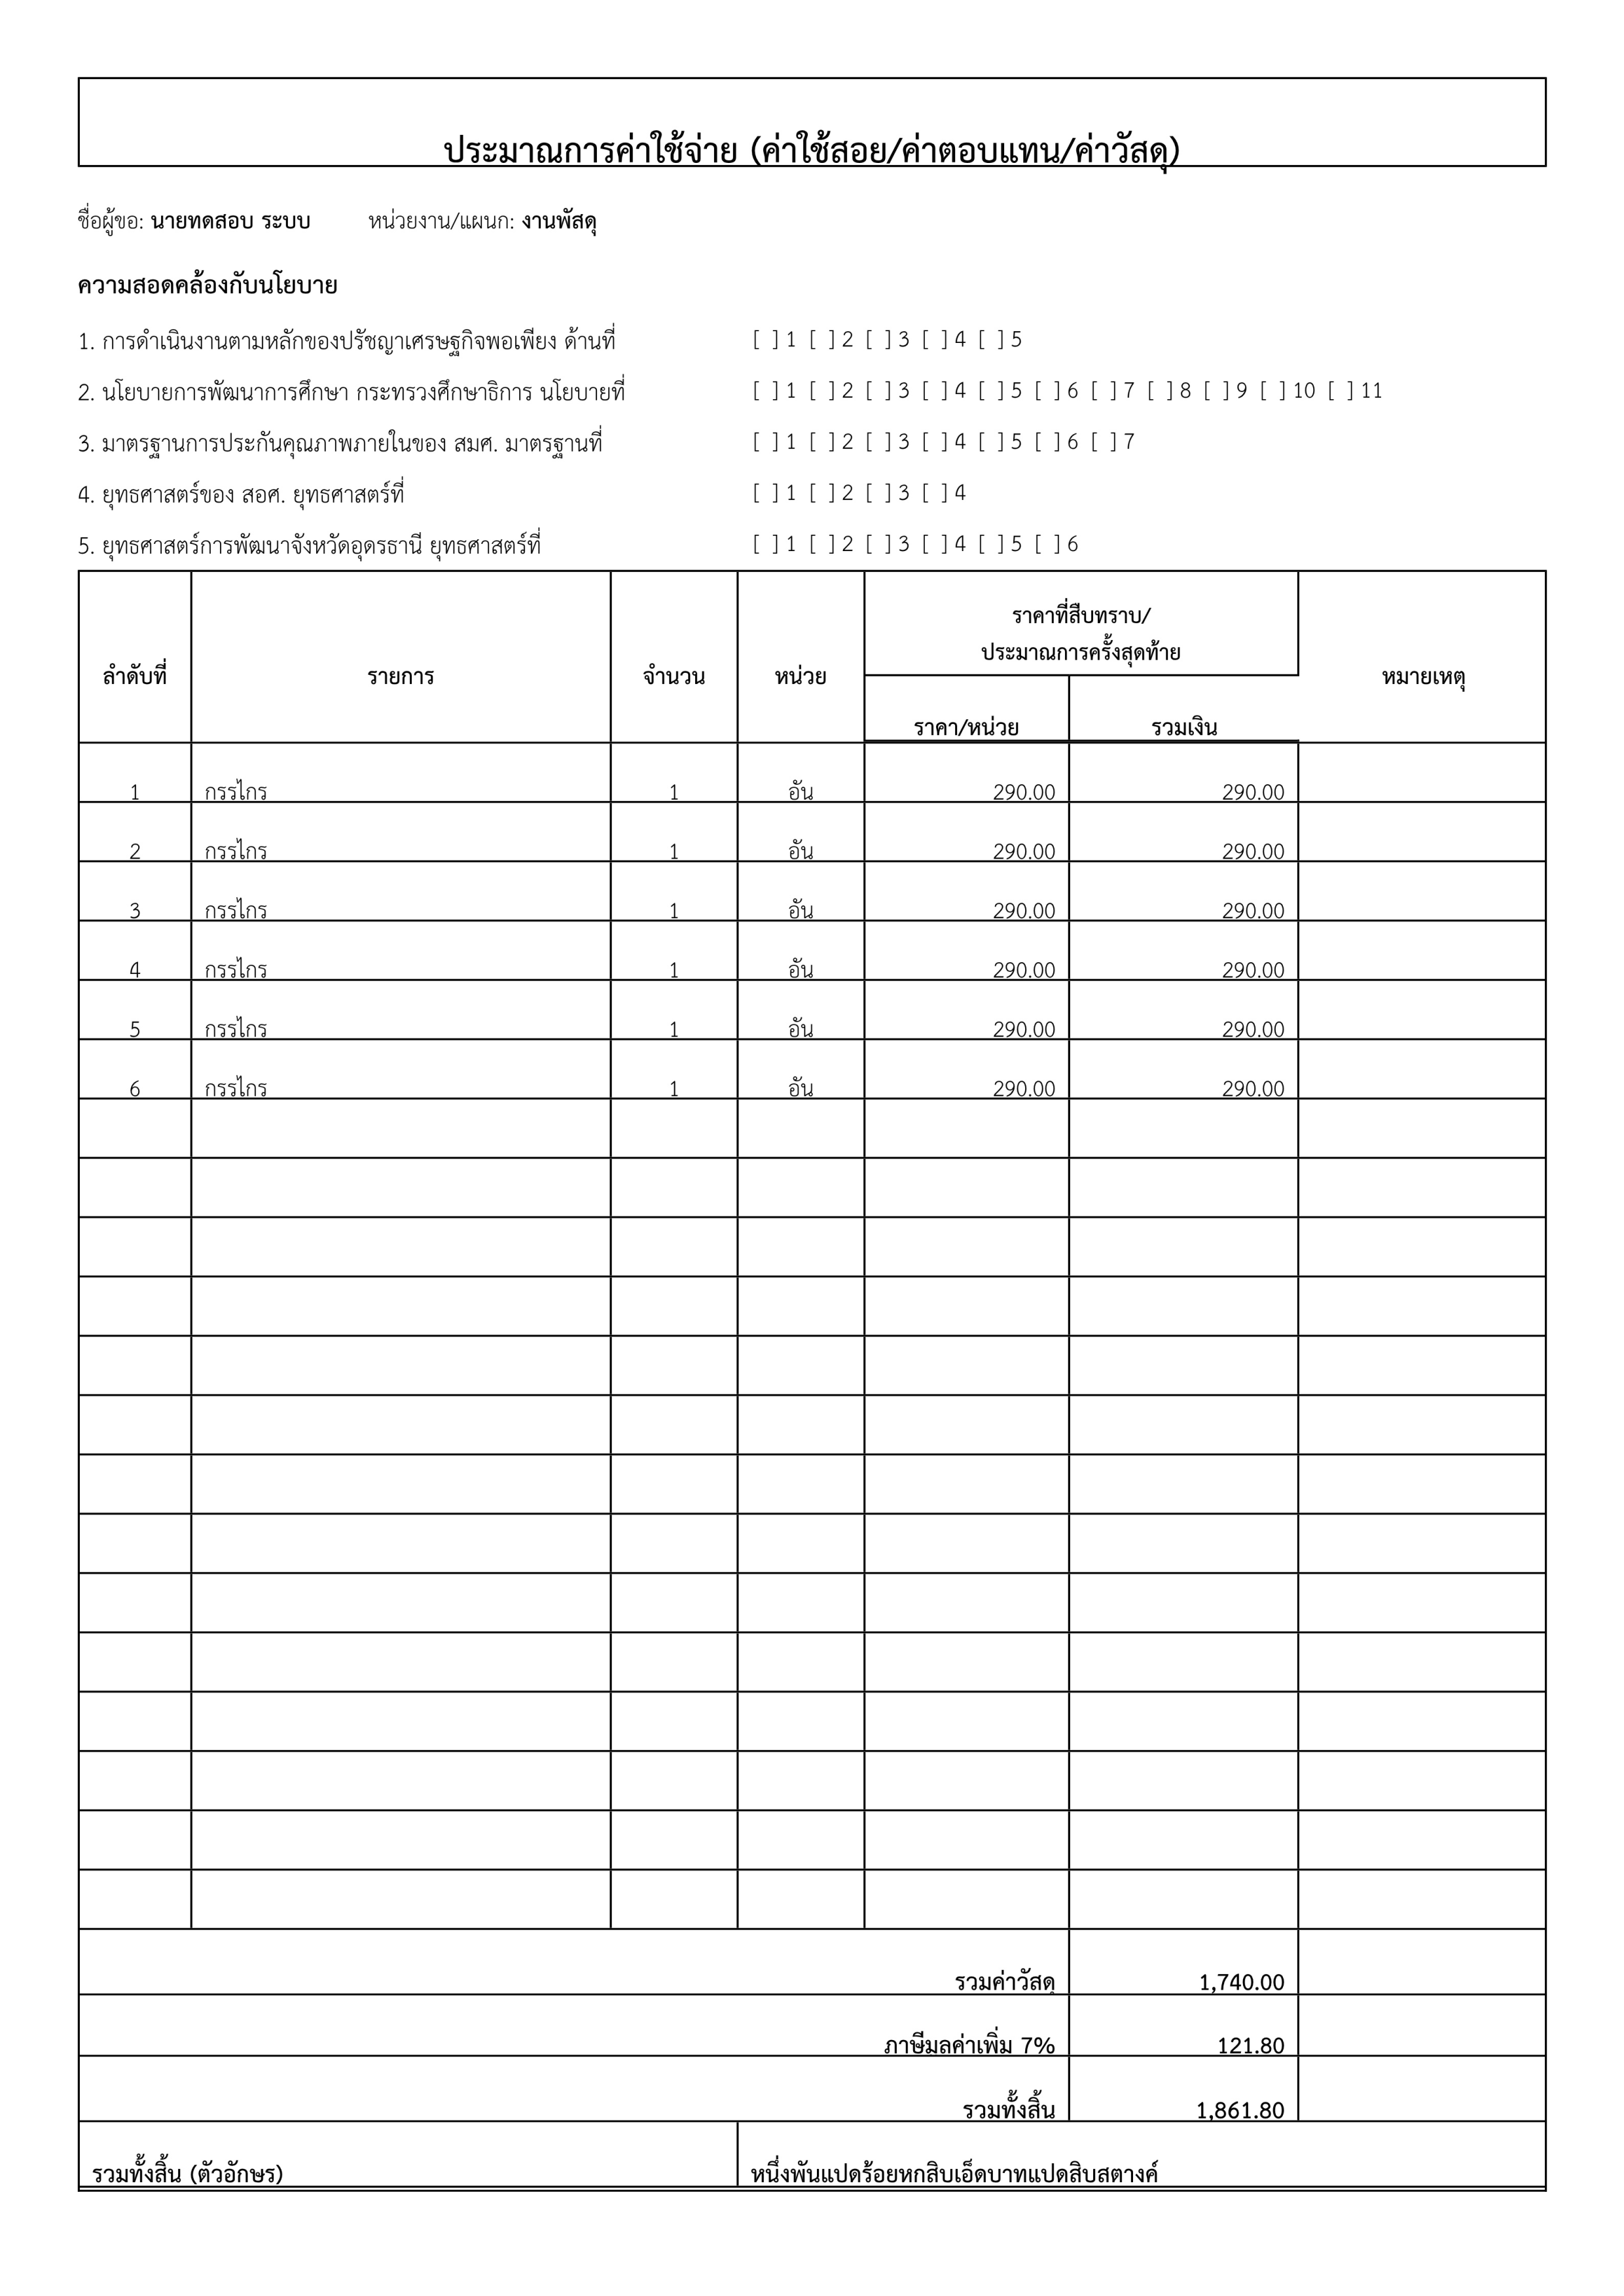 ประมาณการค่าใช้จ่าย (ค่าใช้สอย/ค่าตอบแทน/ค่าวัสดุ)
ชื่อผู้ขอ: นายทดสอบ ระบบ หน่วยงาน/แผนก: งานพัสดุ
ความสอดคล้องกับนโยบาย
1. การดำเนินงานตามหลักของปรัชญาเศรษฐกิจพอเพียง ด้านที่ [ ] 1 [ ] 2 [ ] 3 [ ] 4 [ ] 5
2. นโยบายการพัฒนาการศึกษา กระทรวงศึกษาธิการ นโยบายที่ [ ] 1 [ ] 2 [ ] 3 [ ] 4 [ ] 5 [ ] 6 [ ] 7 [ ] 8 [ ] 9 [ ] 10 [ ] 11
3. มาตรฐานการประกันคุณภาพภายในของ สมศ. มาตรฐานที่ [ ] 1 [ ] 2 [ ] 3 [ ] 4 [ ] 5 [ ] 6 [ ] 7
4. ยุทธศาสตร์ของ สอศ. ยุทธศาสตร์ที่ [ ] 1 [ ] 2 [ ] 3 [ ] 4
5. ยุทธศาสตร์การพัฒนาจังหวัดอุดรธานี ยุทธศาสตร์ที่ [ ] 1 [ ] 2 [ ] 3 [ ] 4 [ ] 5 [ ] 6
ราคาที่สืบทราบ/
ประมาณการครั้งสุดท้าย
ลำดับที่ รายการ จำนวน หน่วย หมายเหตุ
ราคา/หน่วย รวมเงิน
1 กรรไกร 1 อัน 290.00 290.00
2 กรรไกร 1 อัน 290.00 290.00
3 กรรไกร 1 อัน 290.00 290.00
4 กรรไกร 1 อัน 290.00 290.00
5 กรรไกร 1 อัน 290.00 290.00
6 กรรไกร 1 อัน 290.00 290.00
รวมค่าวัสดุ 1,740.00
ภาษีมูลค่าเพิ่ม 7% 121.80
รวมทั้งสิ้น 1,861.80
รวมทั้งสิ้น (ตัวอักษร) หนึ่งพันแปดร้อยหกสิบเอ็ดบาทแปดสิบสตางค์